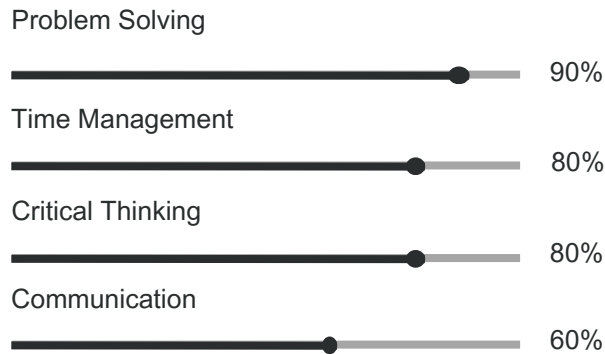 Problem Solving
90%
Time Management
80%
Critical Thinking
80%
Communication
60%